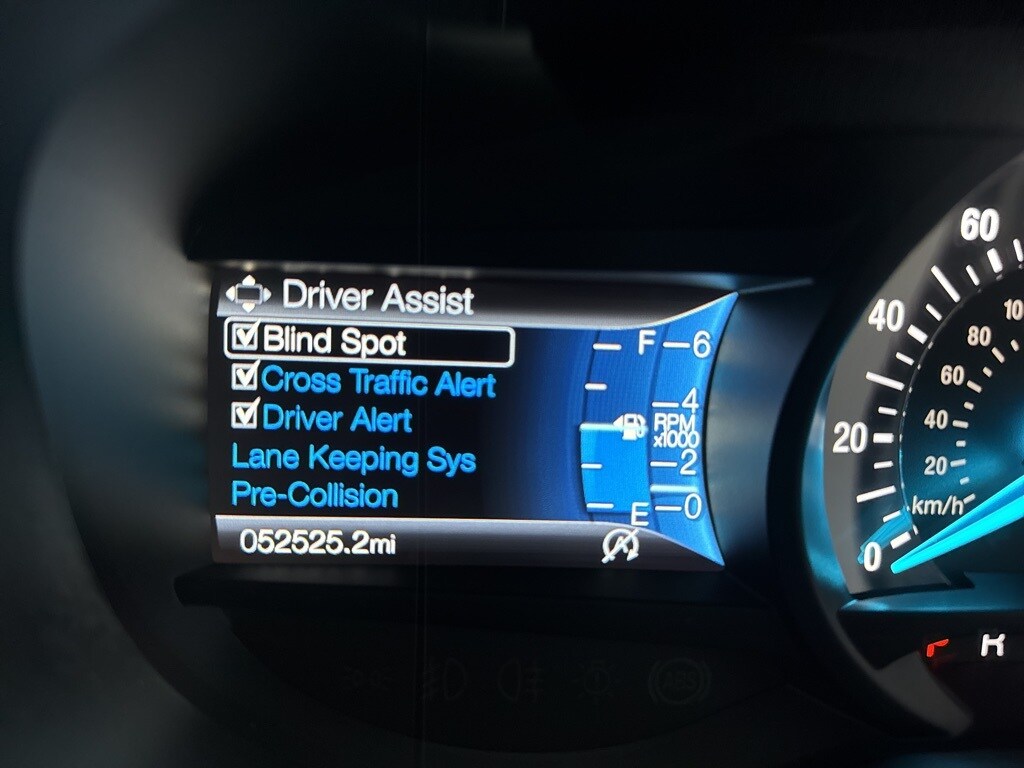 Driver Assist
Blind Spot
Cross Traffic Alert
Driver Alert
Lane Keeping Sys
Pre-Collision
052525.2mi
F
E
6
4
RPM
x1000
2
0
60
40
20
0
80
60
40
20
km/h
R